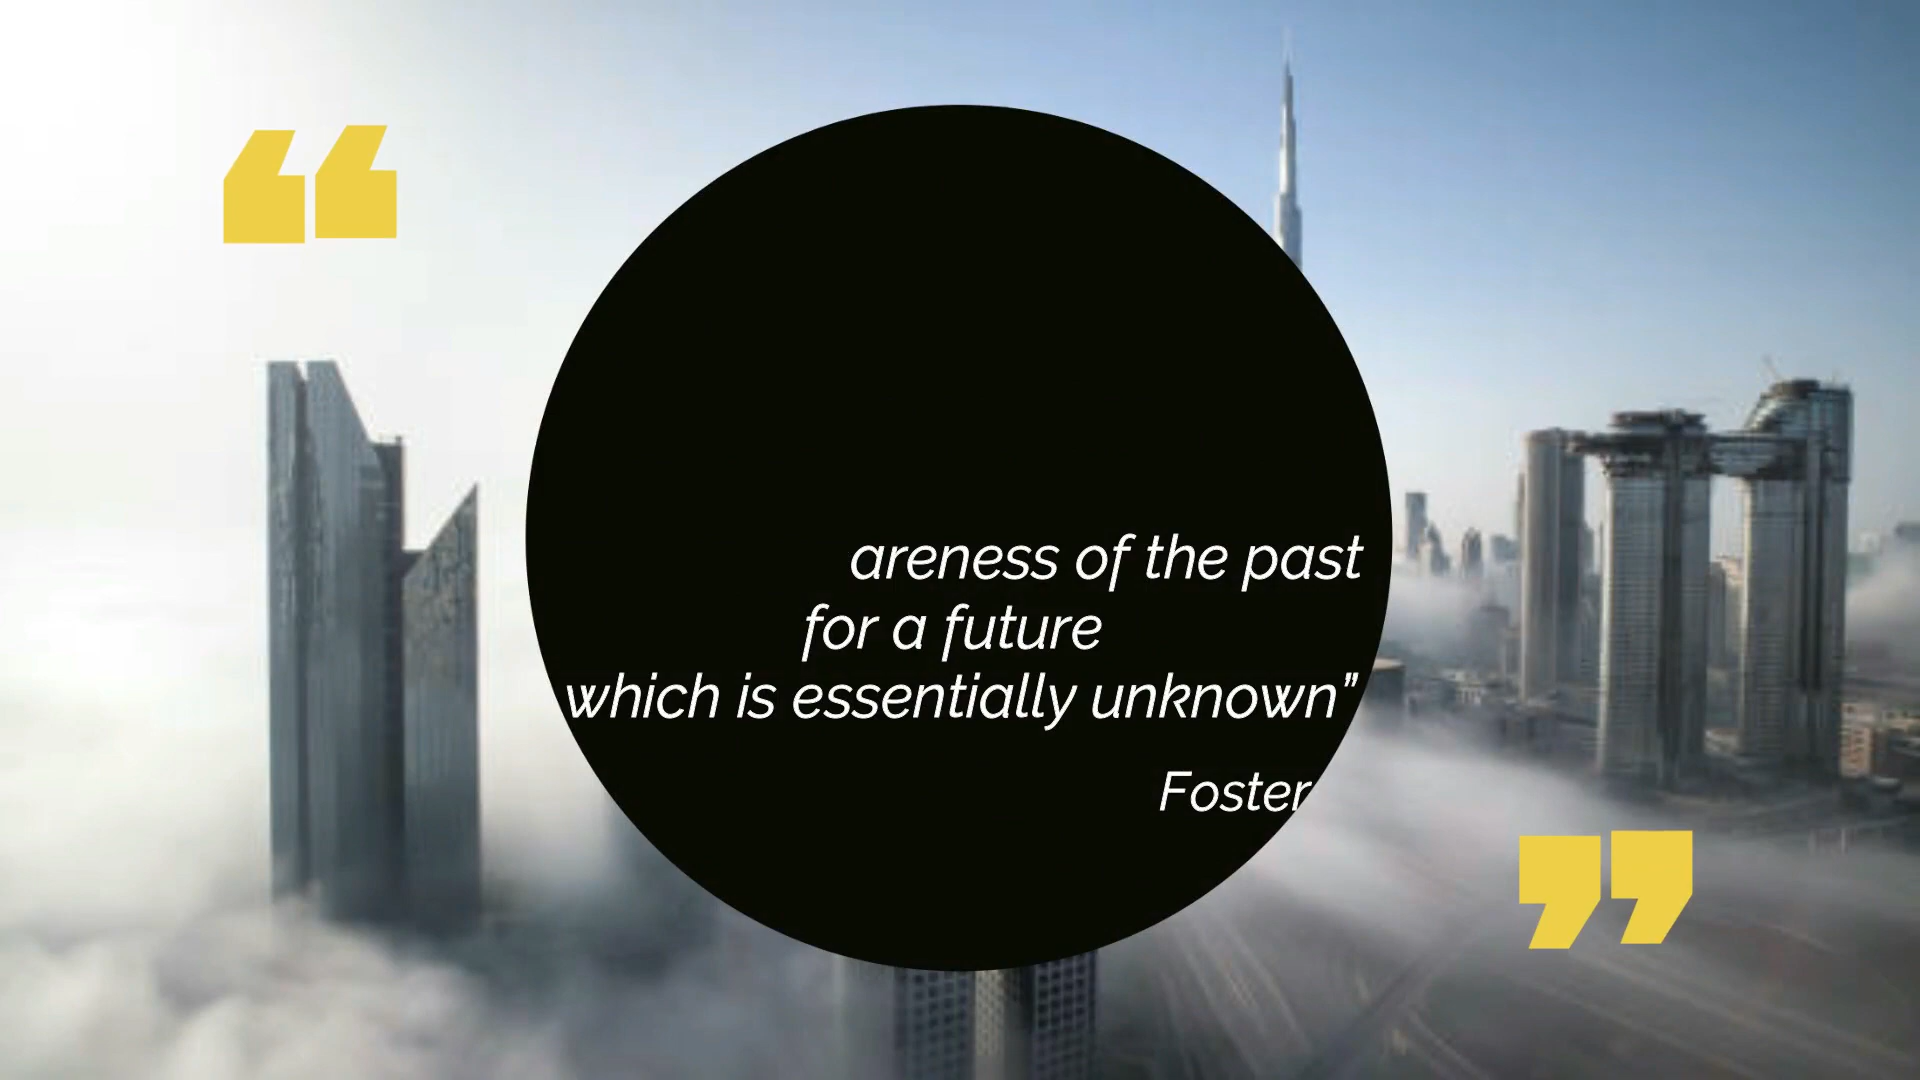 areness of the past
for a future
which is essentially unknown”
Foster